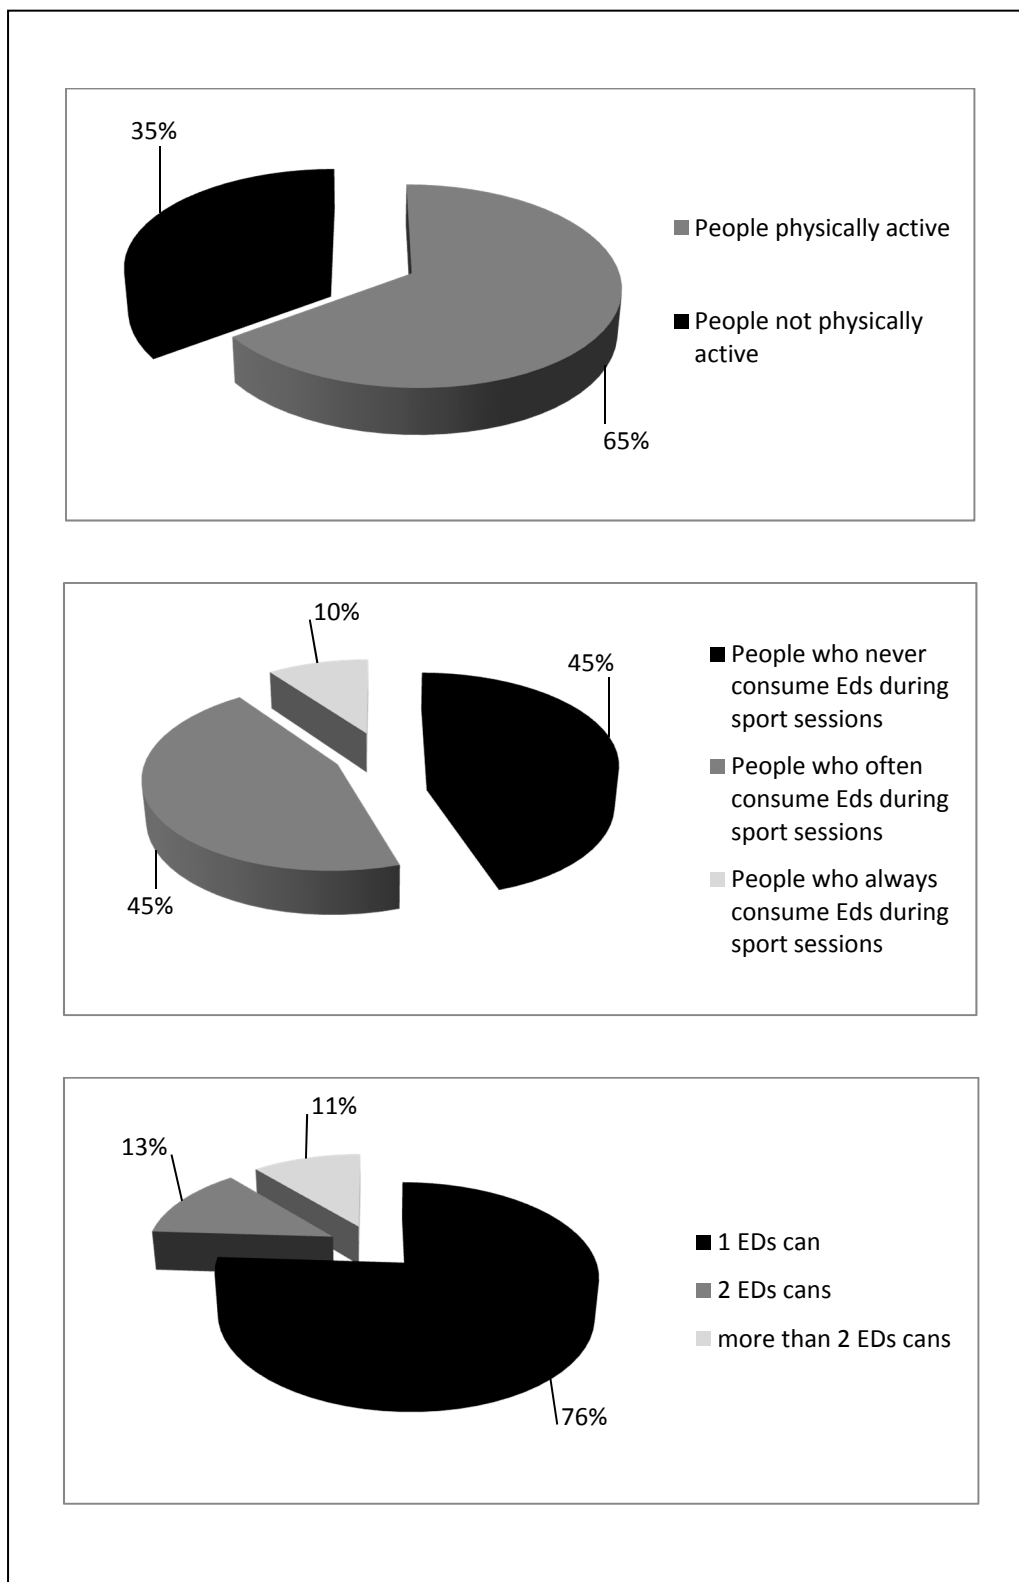 35%
People physically active
People not physically
active
65%
10%
45%
People who never
consume Eds during
sport sessions
People who often
consume Eds during
sport sessions
People who always
consume Eds during
sport sessions
45%
11%
13%
1 EDs can
2 EDs cans
more than 2 EDs cans
76%